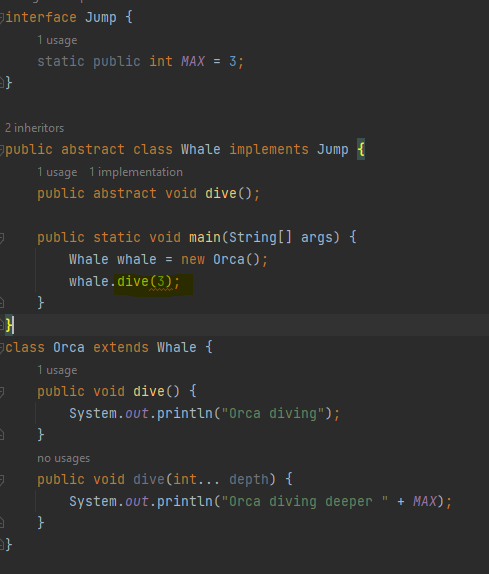 interface Jump {
1 usage
static public int MAX = 3;
}
2 inheritors
public abstract class Whale implements Jump {
1 usage   1 implementation
public abstract void dive();
public static void main(String[] args) {
Whale whale = new Orca();
whale.dive(3);
}
}
class Orca extends Whale {
1 usage
public void dive() {
System.out.println("Orca diving");
}
no usages
public void dive(int... depth) {
System.out.println("Orca diving deeper " + MAX);
}
}